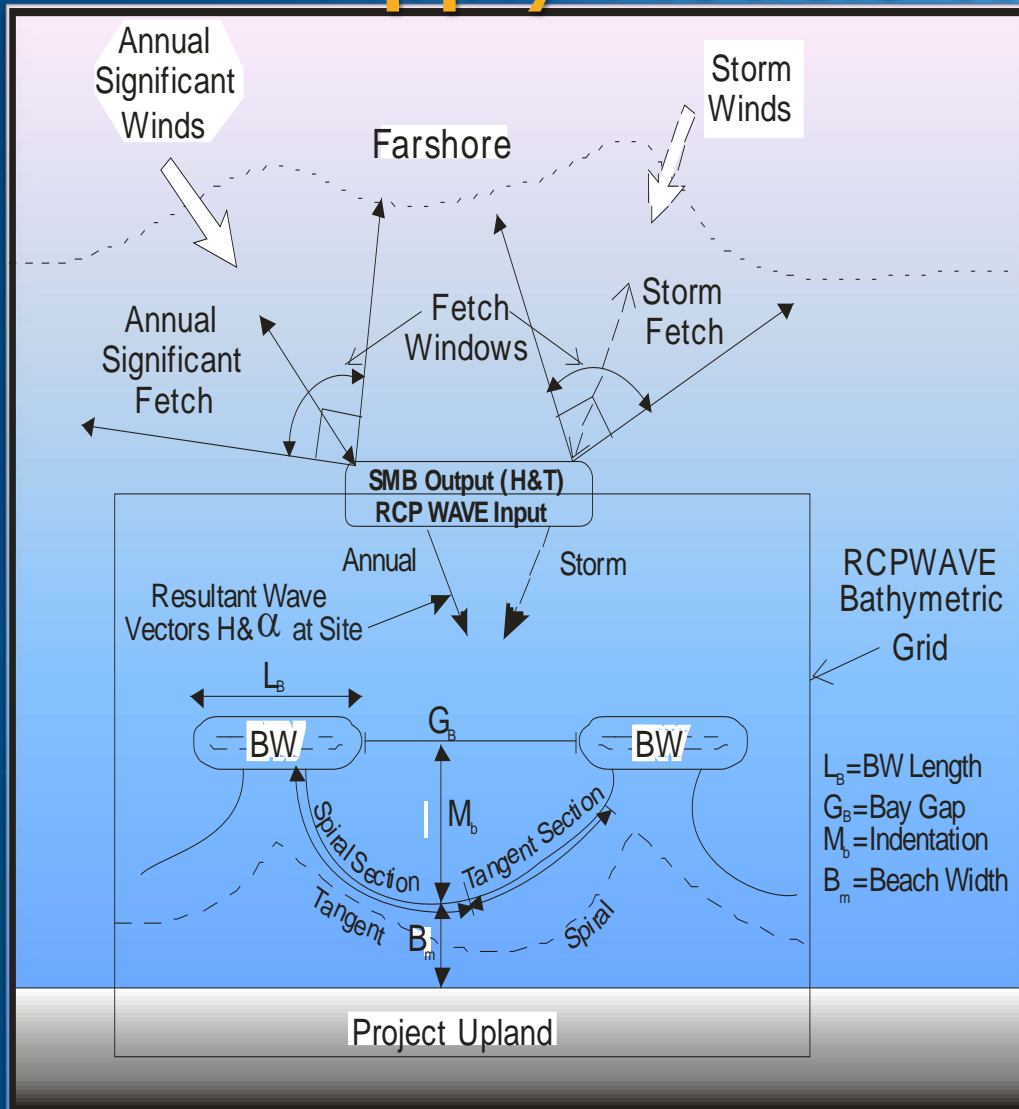 Annual
Significant
Winds
Storm
Winds
Farshore
Fetch
Windows
Storm
Fetch
Annual
Significant
Fetch
SMB Output (H&T)
RCP WAVE Input
Annual
Storm
Resultant Wave
Vectors H& α at Site
RCPWAVE
Bathymetric
Grid
L_B
G_B
BW
BW
M_b
Spiral Section
Tangent Section
Tangent
Spiral
B_m
L_B=BW Length
G_B=Bay Gap
M_b=Indentation
B_m=Beach Width
Project Upland